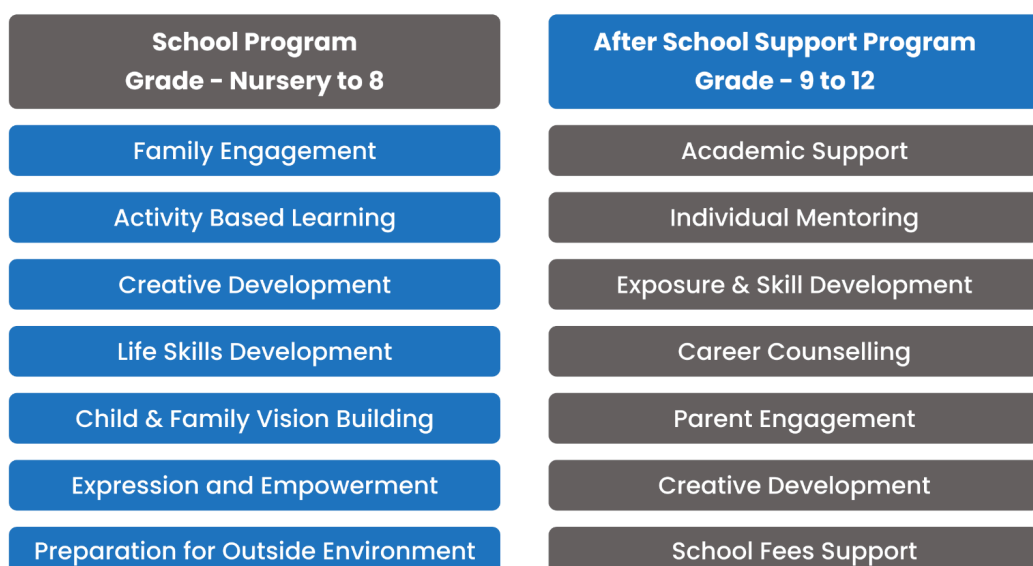 School Program
Grade - Nursery to 8
Family Engagement
Activity Based Learning
Creative Development
Life Skills Development
Child & Family Vision Building
Expression and Empowerment
Preparation for Outside Environment
After School Support Program
Grade - 9 to 12
Academic Support
Individual Mentoring
Exposure & Skill Development
Career Counselling
Parent Engagement
Creative Development
School Fees Support